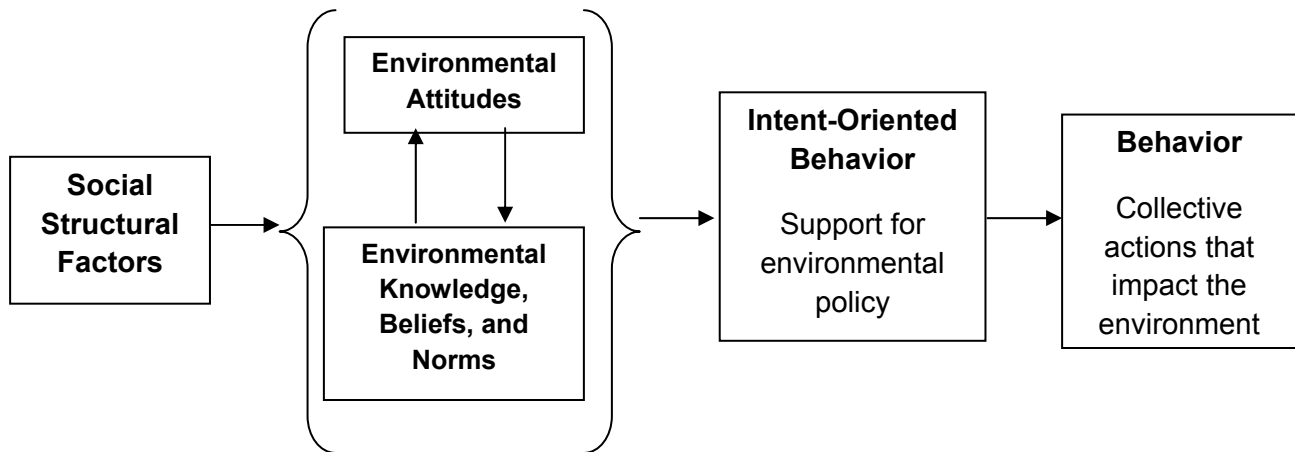 Social
Structural
Factors
Environmental
Attitudes
Environmental
Knowledge,
Beliefs, and
Norms
Intent-Oriented
Behavior
Support for
environmental
policy
Behavior
Collective
actions that
impact the
environment